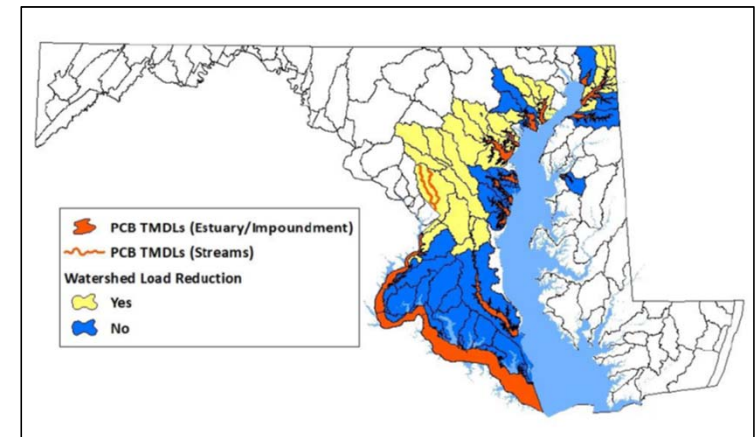 PCB TMDLs (Estuary/Impoundment)
PCB TMDLs (Streams)
Watershed Load Reduction
Yes
No